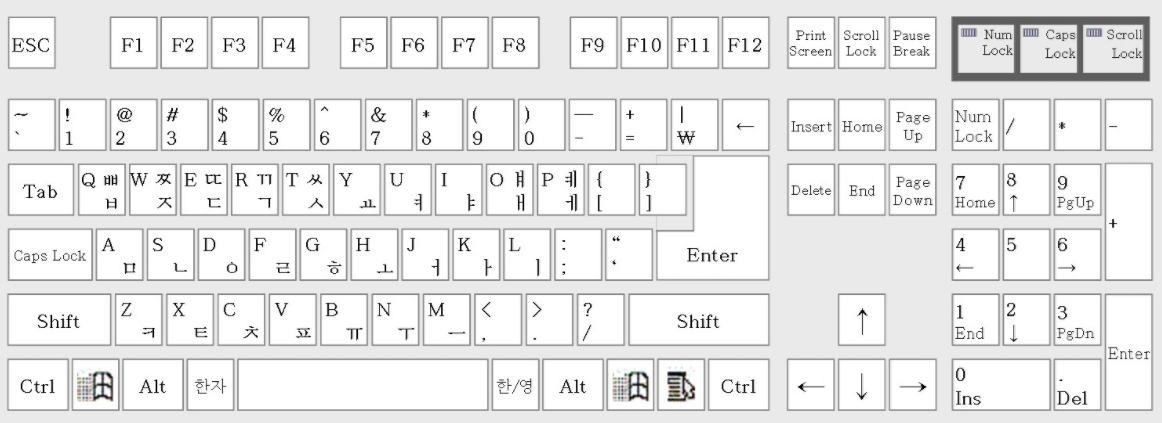 ESC F1 F2 F3 F4 F5 F6 F7 F8 F9 F10 F11 F12 Print Screen Scroll Lock Pause Break Num Lock Caps Lock Scroll Lock
~ ! @ # $ % ^ & * ( ) — + |
` 1 2 3 4 5 6 7 8 9 0 - = ₩ ← Insert Home Page Up Num Lock / * -
Tab Q ㅃ W ㅉ E ㄸ R ㄲ T ㅆ Y U I O ㅒ P ㅖ { }
ㅂ ㅈ ㄷ ㄱ ㅅ ㅛ ㅕ ㅑ ㅐ ㅔ [ ] Delete End Page Down 7 Home 8 ↑ 9 PgUp +
Caps Lock A S D F G H J K L : “
ㅁ ㄴ ㅇ ㄹ ㅎ ㅗ ㅓ ㅏ ㅣ ; ‘ Enter 4 ← 5 6 →
Shift Z X C V B N M < > ?
ㅋ ㅌ ㅊ ㅍ ㅠ ㅜ ㅡ , . / Shift ↑ 1 End 2 ↓ 3 PgDn Enter
Ctrl Alt 한자 한/영 Alt Ctrl ← ↓ → 0 Ins . Del